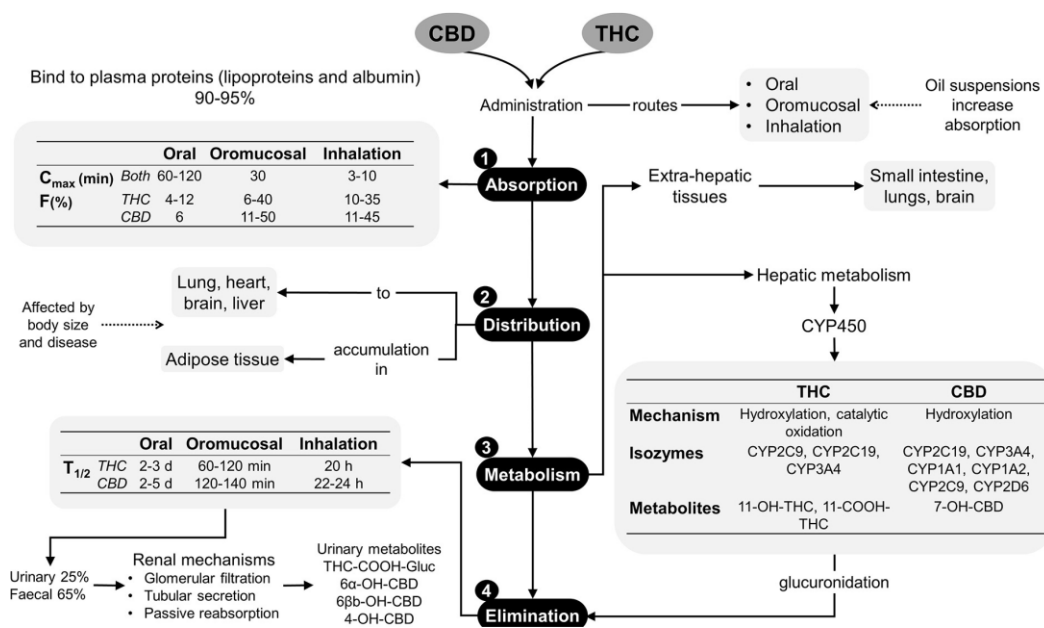 CBD
THC
Bind to plasma proteins (lipoproteins and albumin)
90-95%
Administration
routes
• Oral
• Oromucosal
• Inhalation
Oil suspensions
increase
absorption
Oral Oromucosal Inhalation
Cmax (min) Both 60-120 30 3-10
F(%) THC 4-12 6-40 10-35
CBD 6 11-50 11-45
1
Absorption
Extra-hepatic
tissues
Small intestine,
lungs, brain
Hepatic metabolism
CYP450
Lung, heart,
brain, liver
to
Affected by
body size
and disease
Adipose tissue
accumulation
in
2
Distribution
THC CBD
Mechanism Hydroxylation, catalytic Hydroxylation
oxidation
Isozymes CYP2C9, CYP2C19, CYP2C19, CYP3A4,
CYP3A4 CYP1A1, CYP1A2,
CYP2C9, CYP2D6
Metabolites 11-OH-THC, 11-COOH- 7-OH-CBD
THC
3
Metabolism
Oral Oromucosal Inhalation
T1/2 THC 2-3 d 60-120 min 20 h
CBD 2-5 d 120-140 min 22-24 h
Urinary 25%
Faecal 65%
Renal mechanisms
• Glomerular filtration
• Tubular secretion
• Passive reabsorption
Urinary metabolites
THC-COOH-Gluc
6α-OH-CBD
6βb-OH-CBD
4-OH-CBD
4
Elimination
glucuronidation